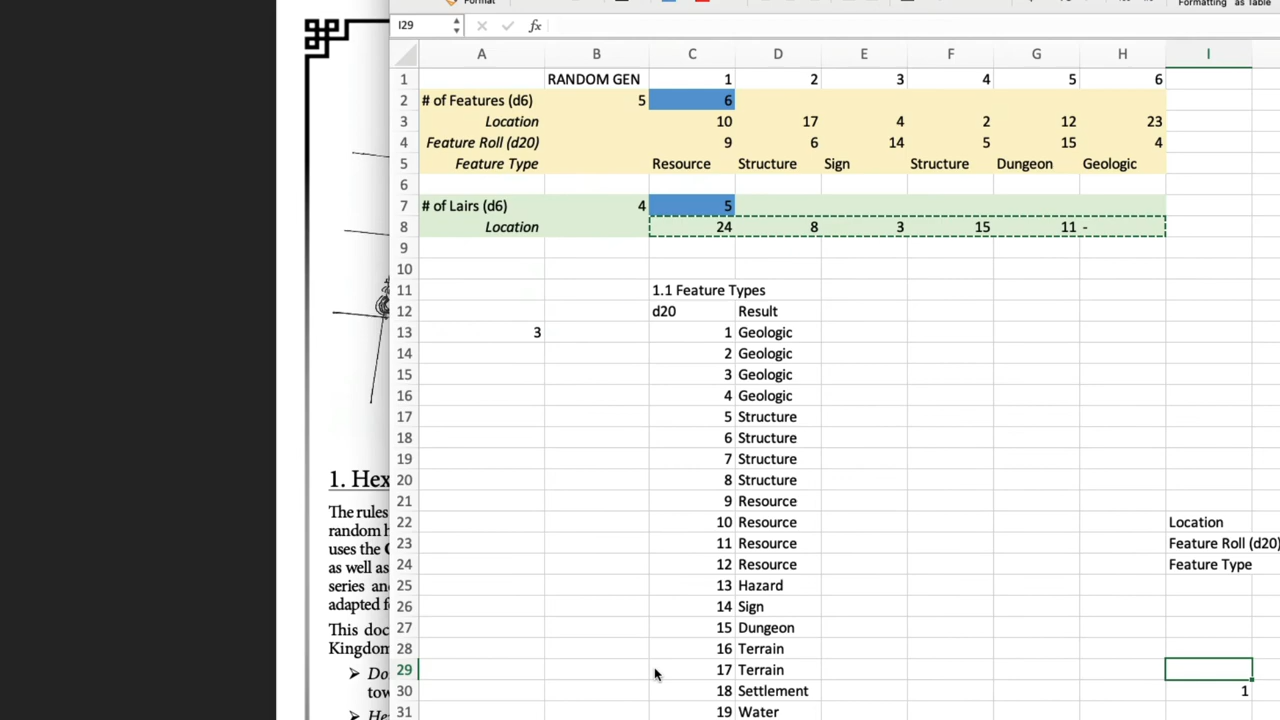 Format
Formatting as Table
I29 fx
A B C D E F G H I
1 RANDOM GEN 1 2 3 4 5 6
2 # of Features (d6) 5 6
3 Location 10 17 4 2 12 23
4 Feature Roll (d20) 9 6 14 5 15 4
5 Feature Type Resource Structure Sign Structure Dungeon Geologic
6
7 # of Lairs (d6) 4 5
8 Location 24 8 3 15 11 -
9
10
11 1.1 Feature Types
12 d20 Result
13 3 1 Geologic
14 2 Geologic
15 3 Geologic
16 4 Geologic
17 5 Structure
18 6 Structure
19 7 Structure
20 8 Structure
21 9 Resource
22 10 Resource Location
23 11 Resource Feature Roll (d20)
24 12 Resource Feature Type
25 13 Hazard
26 14 Sign
27 15 Dungeon
28 16 Terrain
29 17 Terrain
30 18 Settlement 1
31 19 Water
1. Hex
The rules
random h
uses the
as well as
series an
adapted f
This doc
Kingdom
➢ Do
tow
➢ He